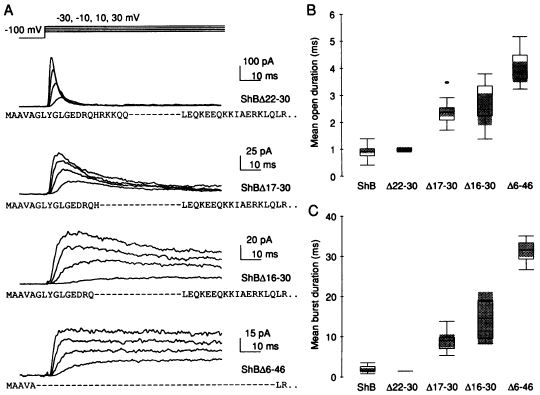 A
-30, -10, 10, 30 mV
-100 mV
100 pA
10 ms
ShBΔ22-30
MAAVAGLYGLGEDRQHRKKQQ---------LEQKEEQKKIAERKLQLR..
25 pA
10 ms
ShBΔ17-30
MAAVAGLYGLGEDRQH--------------LEQKEEQKKIAERKLQLR..
20 pA
10 ms
ShBΔ16-30
MAAVAGLYGLGEDRQ---------------LEQKEEQKKIAERKLQLR..
15 pA
10 ms
ShBΔ6-46
MAAVA-----------------------------------------LR..
B
Mean open duration (ms)
6
5
4
3
2
1
0
ShB Δ22-30 Δ17-30 Δ16-30 Δ6-46
C
Mean burst duration (ms)
40
30
20
10
0
ShB Δ22-30 Δ17-30 Δ16-30 Δ6-46